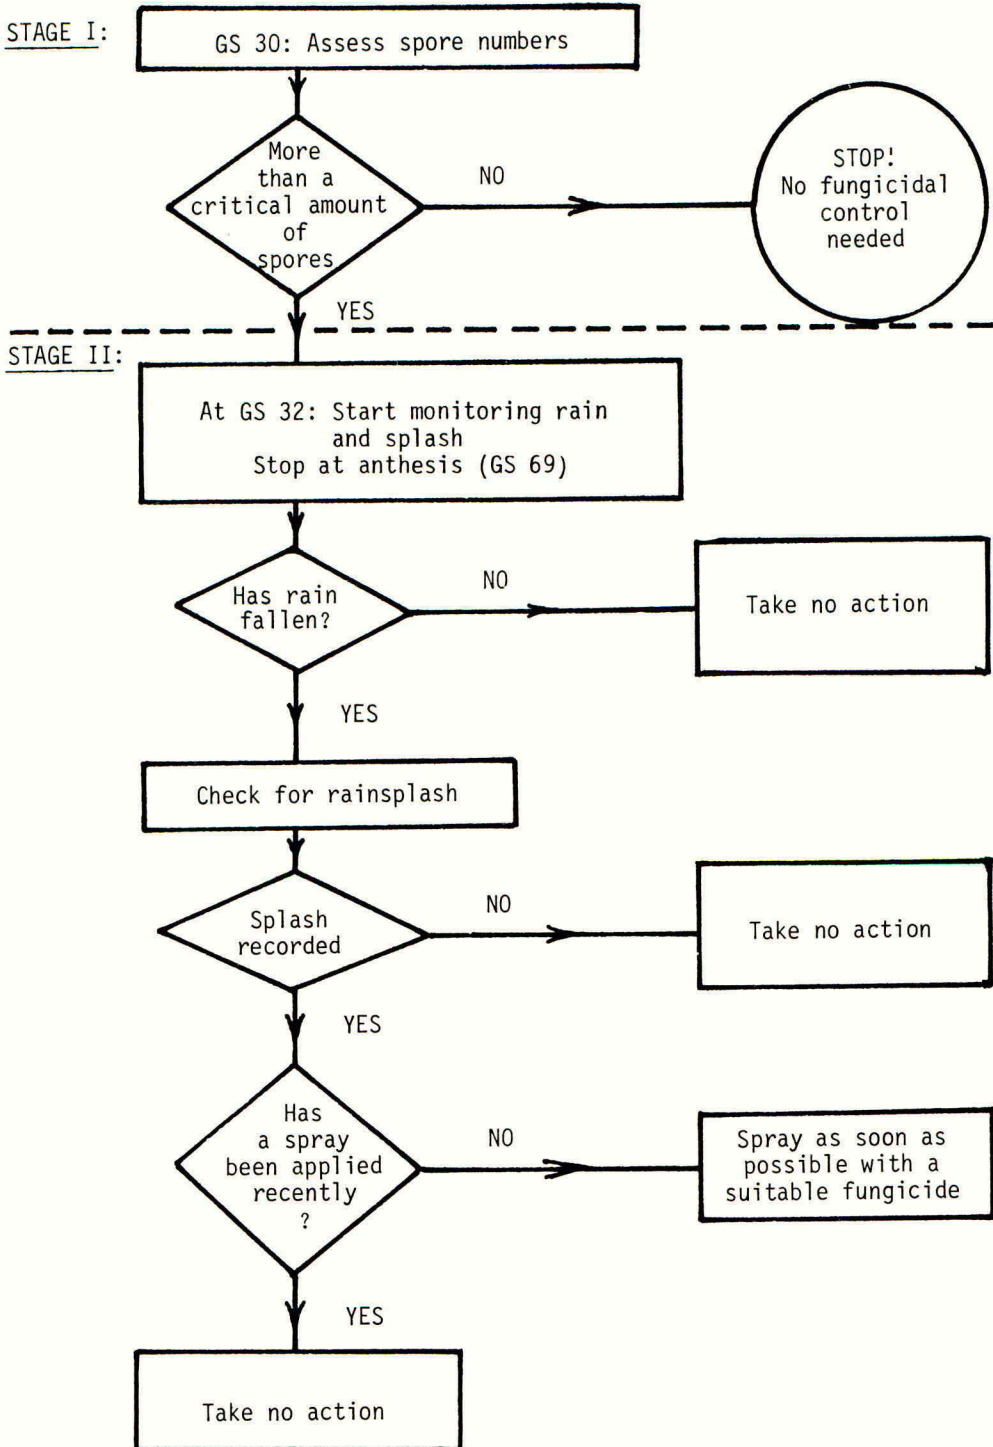 STAGE I:
GS 30: Assess spore numbers
More
than a
critical amount
of
spores
NO
STOP!
No fungicidal
control
needed
YES
STAGE II:
At GS 32: Start monitoring rain
and splash
Stop at anthesis (GS 69)
Has rain
fallen?
NO
Take no action
YES
Check for rainsplash
Splash
recorded
NO
Take no action
YES
Has
a spray
been applied
recently
?
NO
Spray as soon as
possible with a
suitable fungicide
YES
Take no action